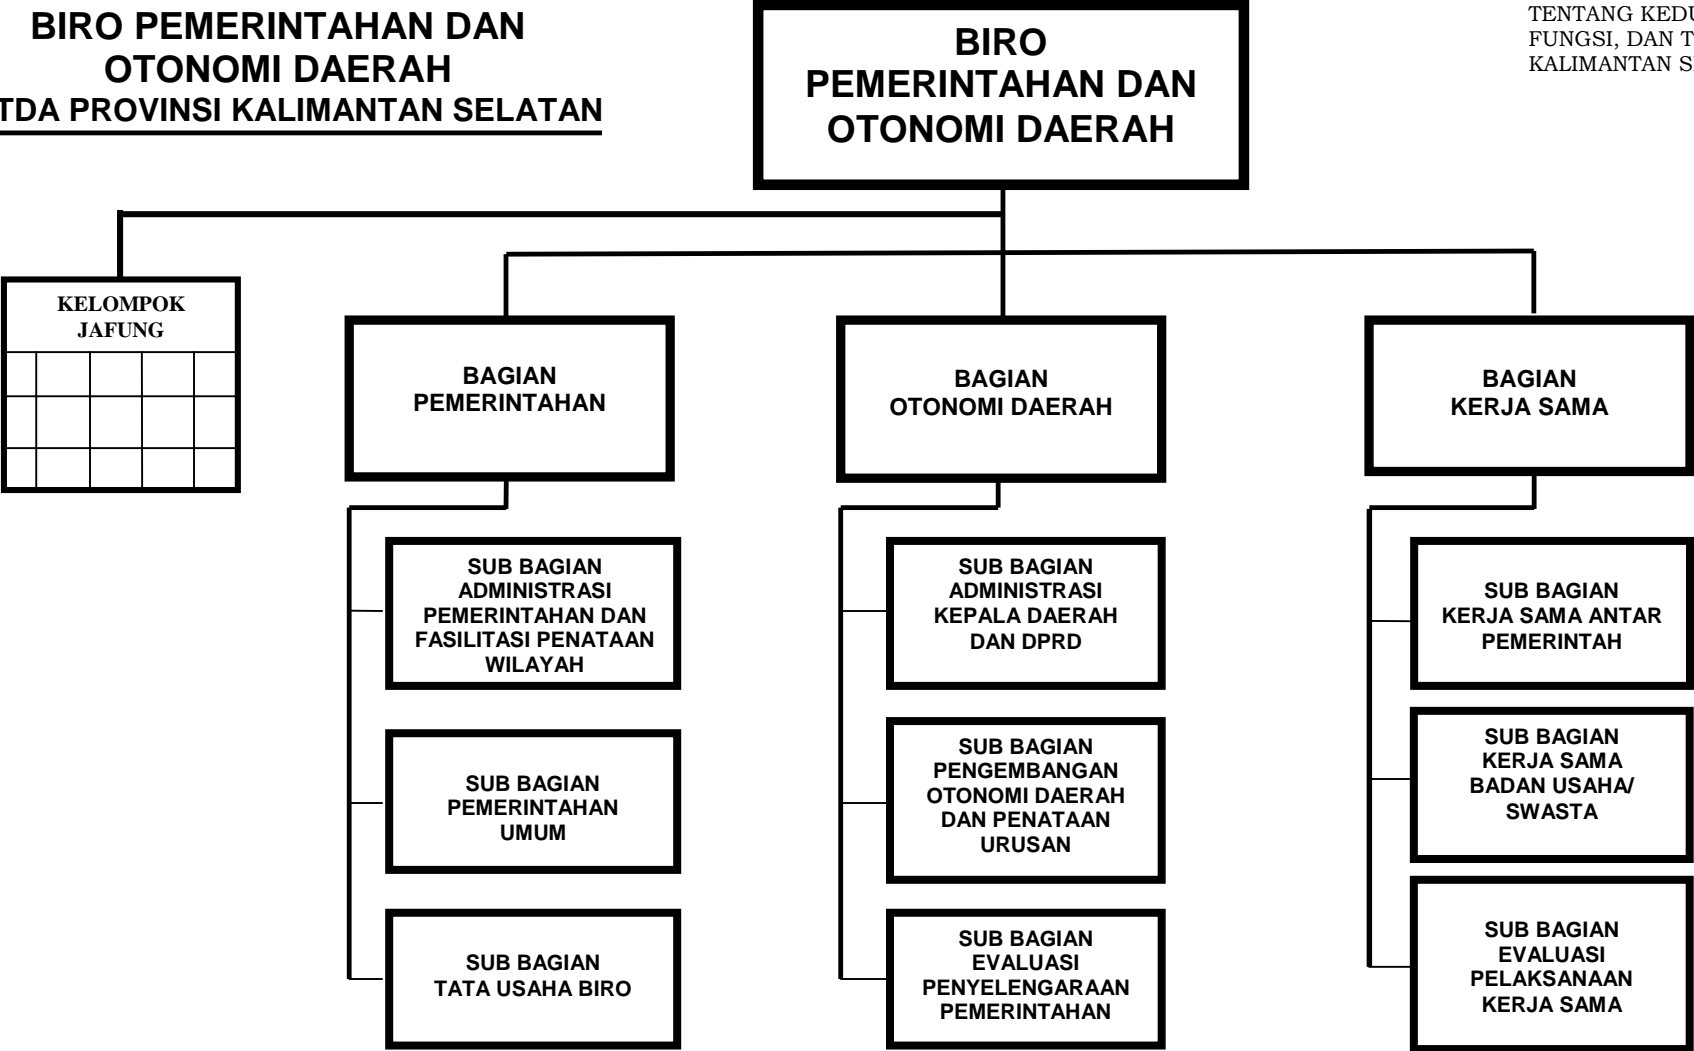 BIRO PEMERINTAHAN DAN
OTONOMI DAERAH
PROVINSI KALIMANTAN SELATAN
TENTANG
FUNGSI, DAN
KALIMANTAN
BIRO
PEMERINTAHAN DAN
OTONOMI DAERAH
KELOMPOK
JAFUNG
BAGIAN
PEMERINTAHAN
BAGIAN
OTONOMI DAERAH
BAGIAN
KERJA SAMA
SUB BAGIAN
ADMINISTRASI
PEMERINTAHAN DAN
FASILITASI PENATAAN
WILAYAH
SUB BAGIAN
PEMERINTAHAN
UMUM
SUB BAGIAN
TATA USAHA BIRO
SUB BAGIAN
ADMINISTRASI
KEPALA DAERAH
DAN DPRD
SUB BAGIAN
PENGEMBANGAN
OTONOMI DAERAH
DAN PENATAAN
URUSAN
SUB BAGIAN
EVALUASI
PENYELENGARAAN
PEMERINTAHAN
SUB BAGIAN
KERJA SAMA ANTAR
PEMERINTAH
SUB BAGIAN
KERJA SAMA
BADAN USAHA/
SWASTA
SUB BAGIAN
EVALUASI
PELAKSANAAN
KERJA SAMA